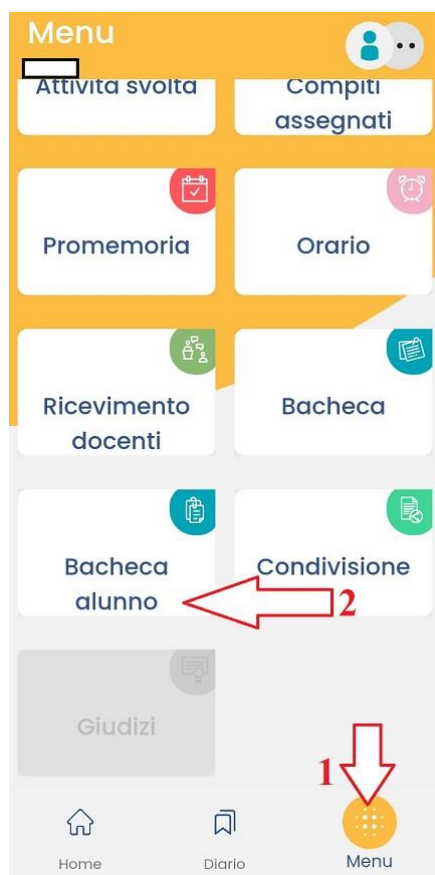 Menu
Attività svolta
Compiti
assegnati
Promemoria
Orario
Ricevimento
docenti
Bacheca
Bacheca
alunno
Condivisione
2
Giudizi
1
Home
Diario
Menu